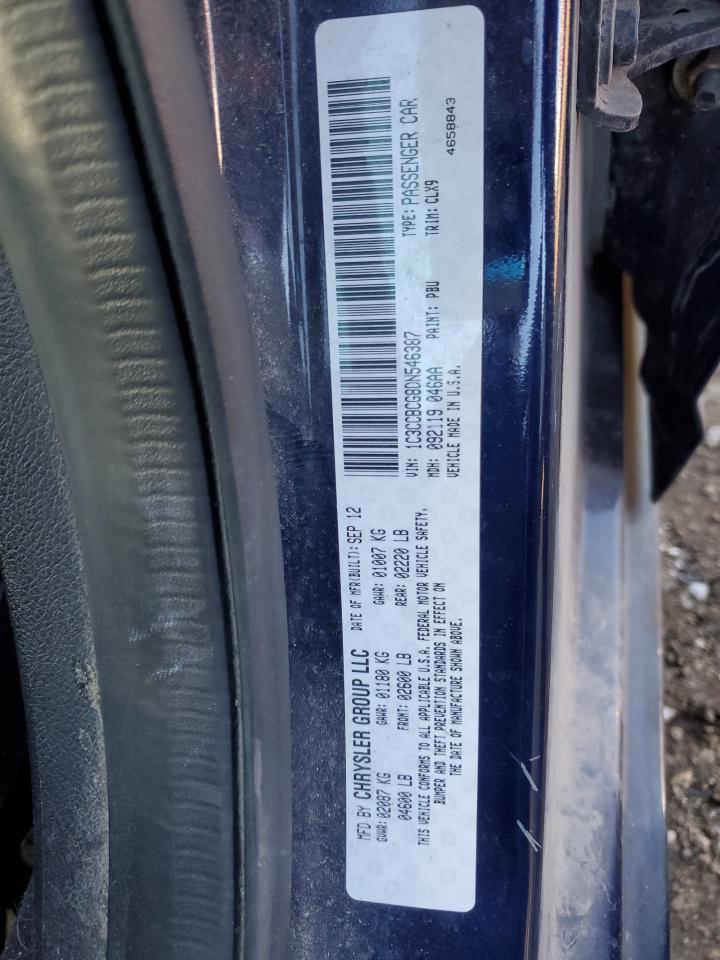 MFD BY CHRYSLER GROUP LLC DATE OF MFR(BUILT): SEP 12
GVWR: 02087 KG GAWR: 01180 KG GAWR: 01007 KG
04600 LB FRONT: 02600 LB REAR: 02220 LB
THIS VEHICLE CONFORMS TO ALL APPLICABLE U.S.A. FEDERAL MOTOR VEHICLE SAFETY,
BUMPER AND THEFT PREVENTION STANDARDS IN EFFECT ON
THE DATE OF MANUFACTURE SHOWN ABOVE.
VIN: 1C3CCBCG8DN546387 TYPE: PASSENGER CAR
MDH: 092119 046AA PAINT: PBU TRIM: CLX9
VEHICLE MADE IN U.S.A. 4658843